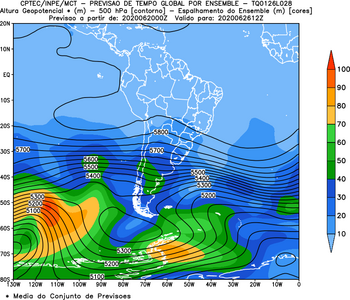 CPTEC/INPE/MCT - PREVISAO DE TEMPO GLOBAL POR ENSEMBLE - TQ0126L028
Altura Geopotencial * (m) - 500 hPa [contorno] - Espalhamento do Ensemble (m) [cores]
Previsao a partir de: 2020062000Z Valido para: 2020062612Z
20N
10N
EQ
10S
20S
30S
40S
50S
60S
70S
80S
130W 120W 110W 100W 90W 80W 70W 60W 50W 40W 30W 20W 10W 0
5800
5700
5700
5600
5500
5400
5500
5400
5300
5200
5300
5200
5100
5300
5200
5100
100
90
80
70
60
50
40
30
20
10
* Media do Conjunto de Previsoes